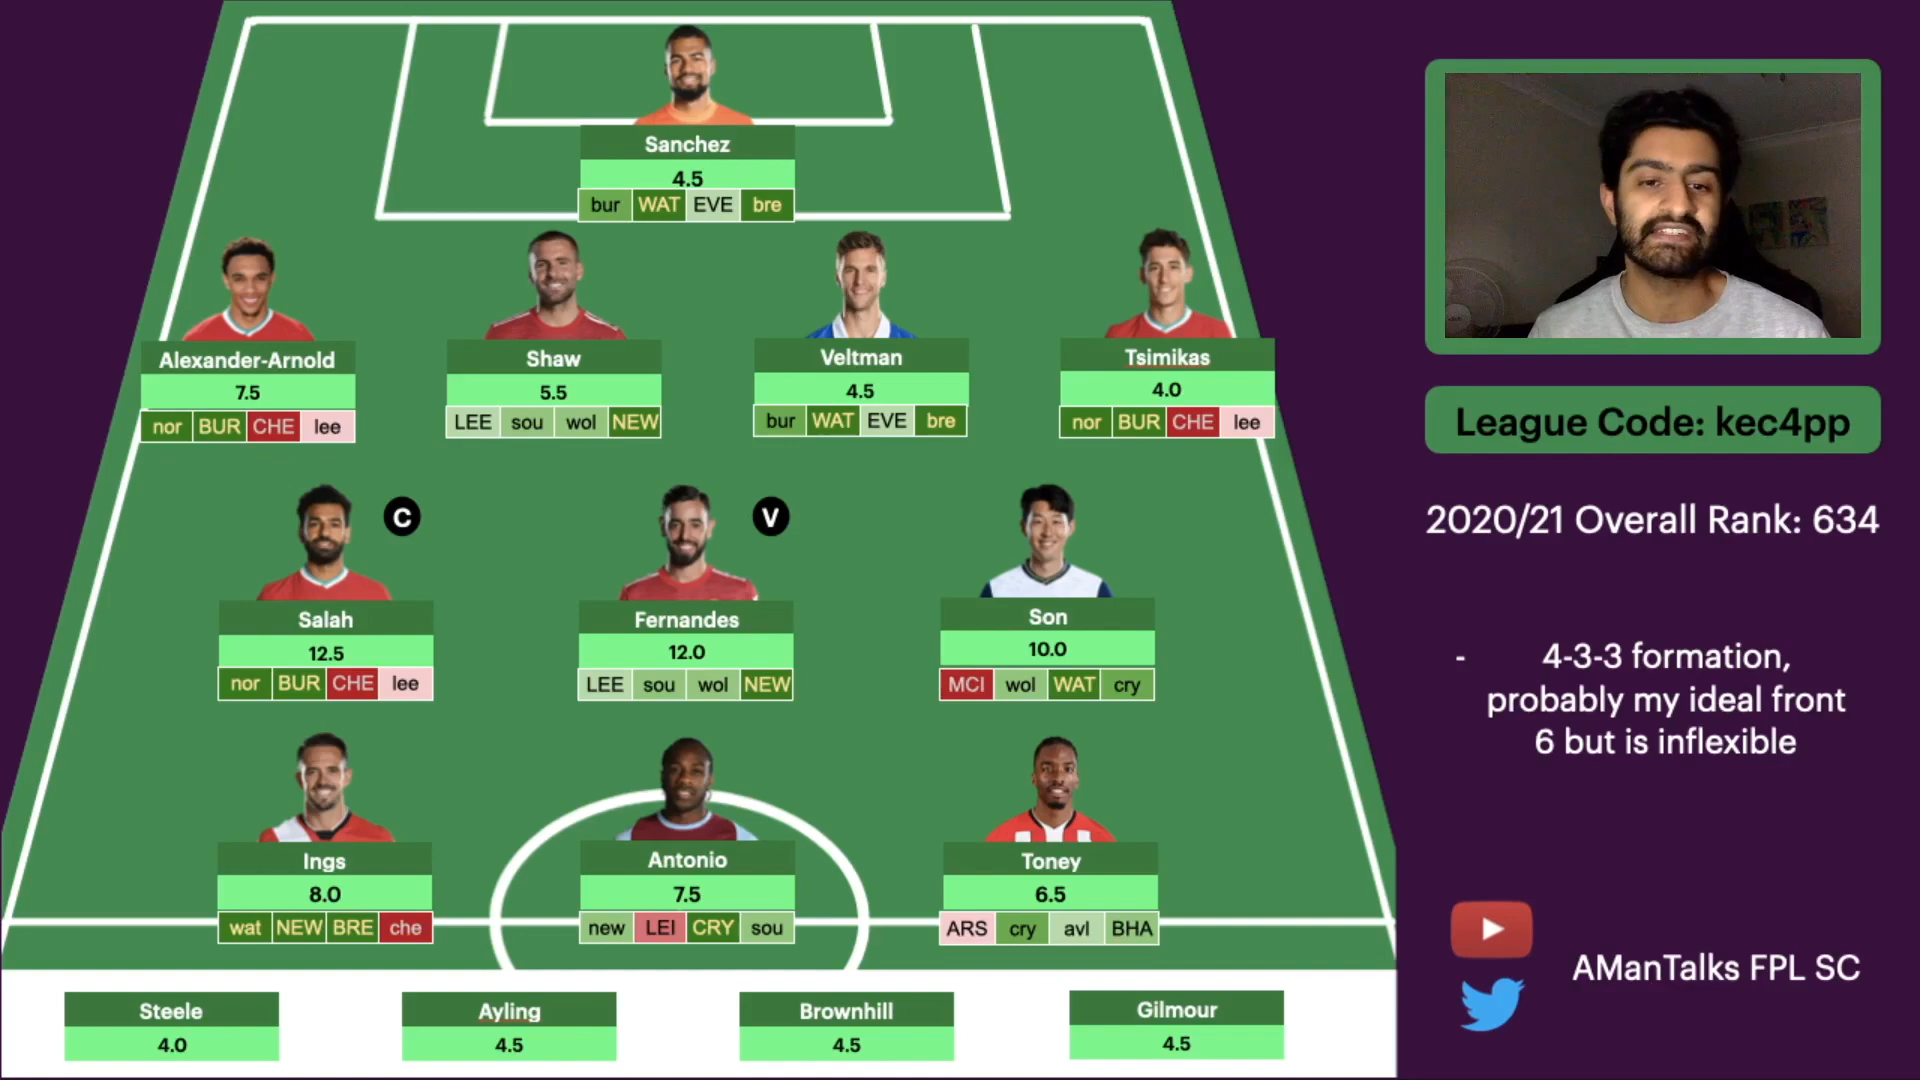 Sanchez
4.5
bur WAT EVE bre
Alexander-Arnold
7.5
nor BUR CHE lee
Shaw
5.5
LEE sou wol NEW
Veltman
4.5
bur WAT EVE bre
Tsimikas
4.0
nor BUR CHE lee
C
Salah
12.5
nor BUR CHE lee
V
Fernandes
12.0
LEE sou wol NEW
Son
10.0
MCI wol WAT cry
Ings
8.0
wat NEW BRE che
Antonio
7.5
new LEI CRY sou
Toney
6.5
ARS cry avl BHA
Steele
4.0
Ayling
4.5
Brownhill
4.5
Gilmour
4.5
League Code: kec4pp
2020/21 Overall Rank: 634
- 4-3-3 formation,
probably my ideal front
6 but is inflexible
AManTalks FPL SC